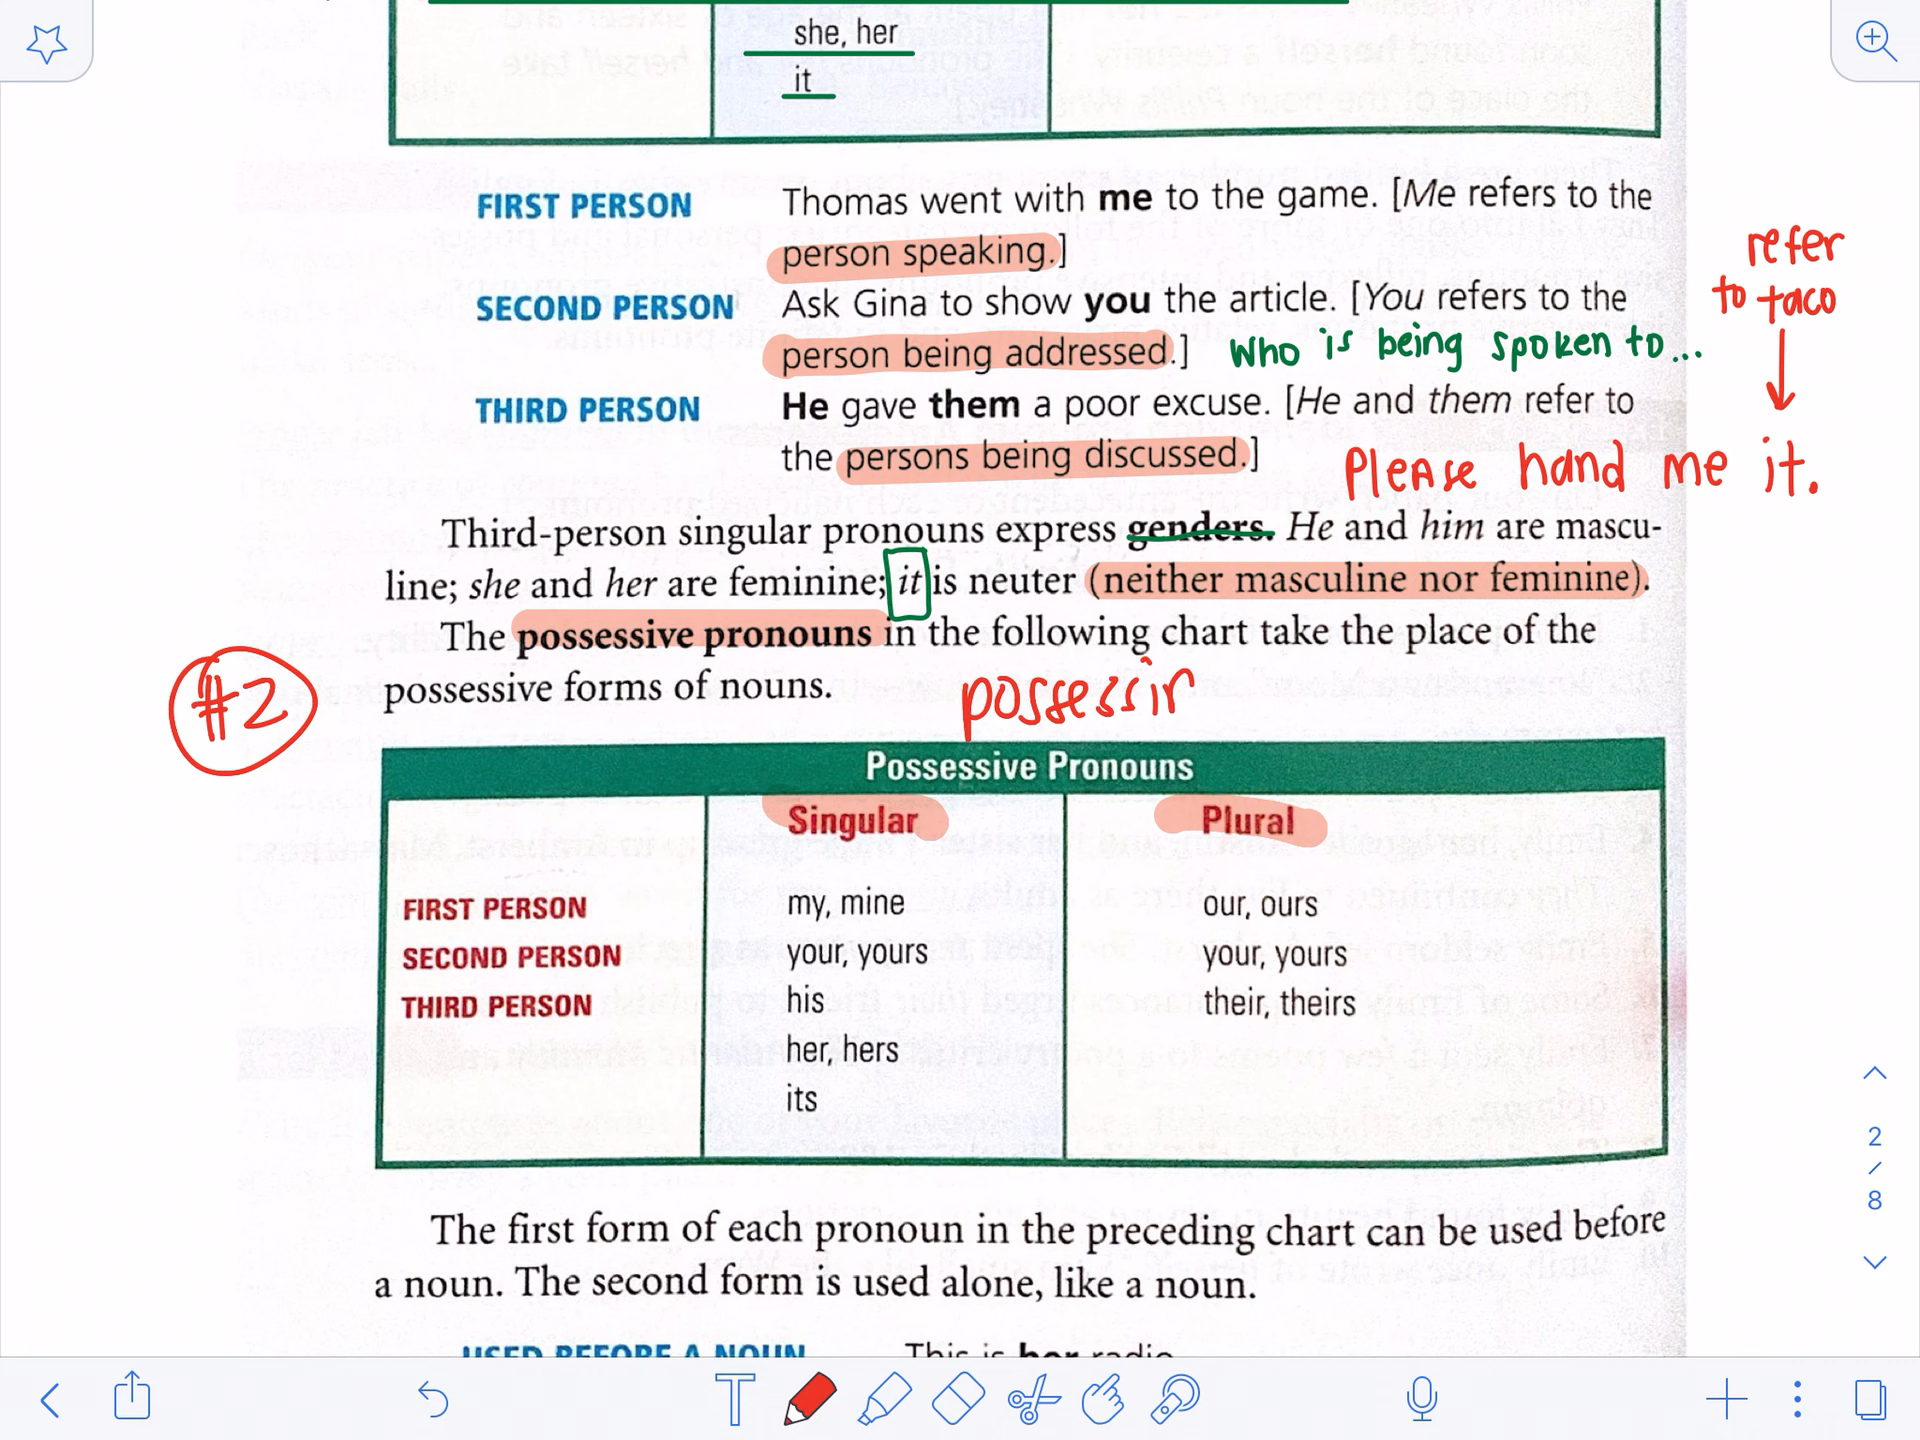 she, her
it
FIRST PERSON Thomas went with me to the game. [Me refers to the
person speaking.]
SECOND PERSON Ask Gina to show you the article. [You refers to the
person being addressed.] who is being spoken to...
THIRD PERSON He gave them a poor excuse. [He and them refer to
the persons being discussed.]
refer
to taco
Please hand me it.
Third-person singular pronouns express genders. He and him are mascu-
line; she and her are feminine; it is neuter (neither masculine nor feminine).
The possessive pronouns in the following chart take the place of the
possessive forms of nouns.
#2
possessiv
Possessive Pronouns
Singular Plural
FIRST PERSON my, mine our, ours
SECOND PERSON your, yours your, yours
THIRD PERSON his their, theirs
her, hers
its
The first form of each pronoun in the preceding chart can be used before
a noun. The second form is used alone, like a noun.
USED BEFORE A NOUN This is her radio
2
/
8